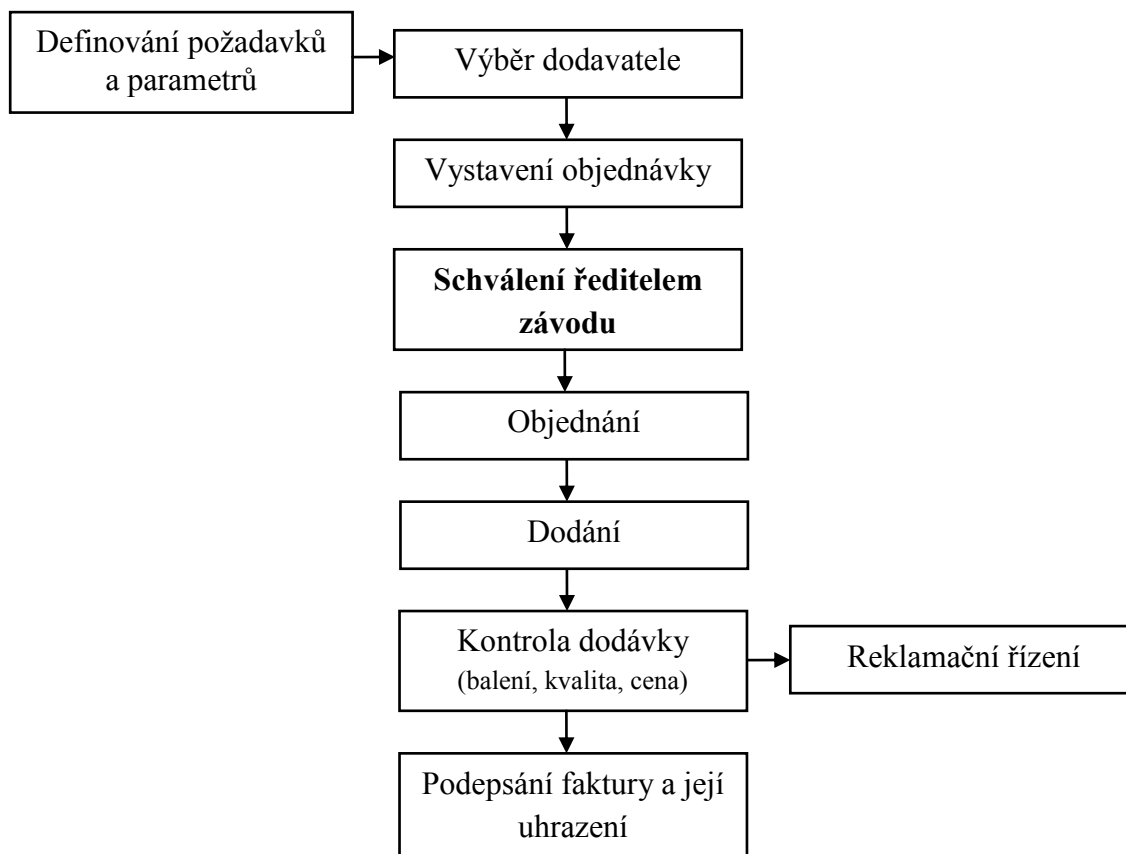 Definování požadavků
a parametrů
Výběr dodavatele
Vystavení objednávky
Schválení ředitelem
závodu
Objednání
Dodání
Kontrola dodávky
(balení, kvalita, cena)
Reklamační řízení
Podepsání faktury a její
uhrazení